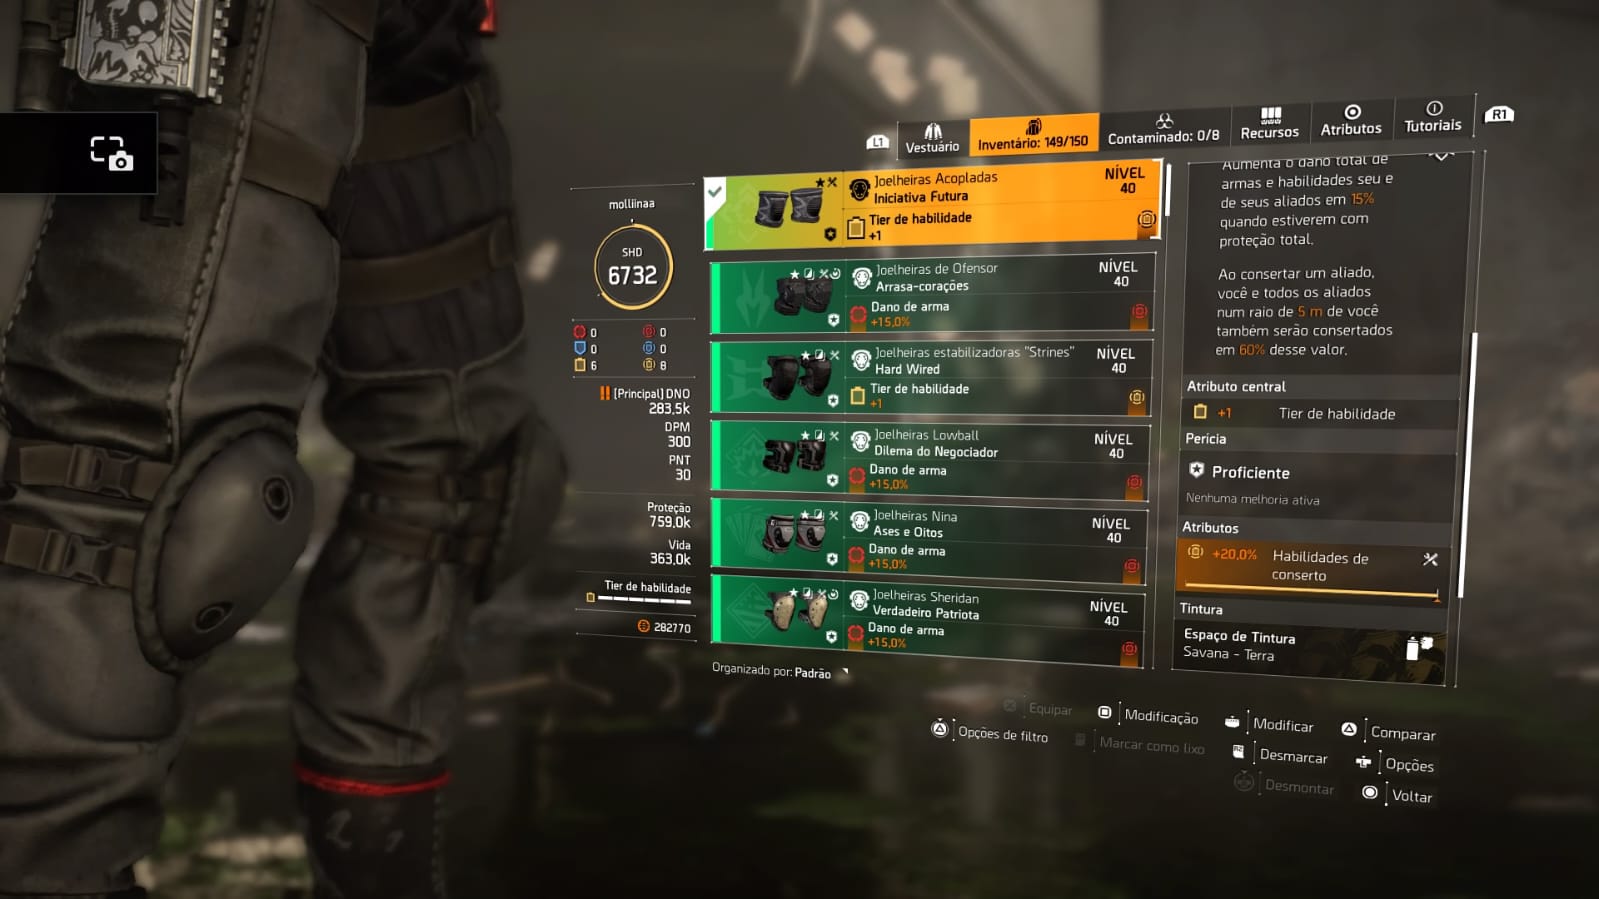 L1
Vestuário
Inventário: 149/150
Contaminado: 0/8
Recursos
Atributos
Tutoriais
R1
molliinaa
SHD
6732
0
0
0
0
6
8
[Principal] DNO
283,5k
DPM
300
PNT
30
Proteção
759,0k
Vida
363,0k
Tier de habilidade
282770
Joelheiras Acopladas
Iniciativa Futura
NÍVEL
40
Tier de habilidade
+1
Joelheiras de Ofensor
Arrasa-corações
NÍVEL
40
Dano de arma
+15,0%
Joelheiras estabilizadoras "Strines"
Hard Wired
NÍVEL
40
Tier de habilidade
+1
Joelheiras Lowball
Dilema do Negociador
NÍVEL
40
Dano de arma
+15,0%
Joelheiras Nina
Ases e Oitos
NÍVEL
40
Dano de arma
+15,0%
Joelheiras Sheridan
Verdadeiro Patriota
NÍVEL
40
Dano de arma
+15,0%
Organizado por: Padrão
Aumenta o dano total de
armas e habilidades seu e
de seus aliados em 15%
quando estiverem com
proteção total.
Ao consertar um aliado,
você e todos os aliados
num raio de 5 m de você
também serão consertados
em 60% desse valor.
Atributo central
+1 Tier de habilidade
Perícia
Proficiente
Nenhuma melhoria ativa
Atributos
+20,0% Habilidades de
conserto
Tintura
Espaço de Tintura
Savana - Terra
Equipar
Modificação
Modificar
Comparar
Opções de filtro
Marcar como lixo
R2
Desmarcar
Opções
Desmontar
Voltar